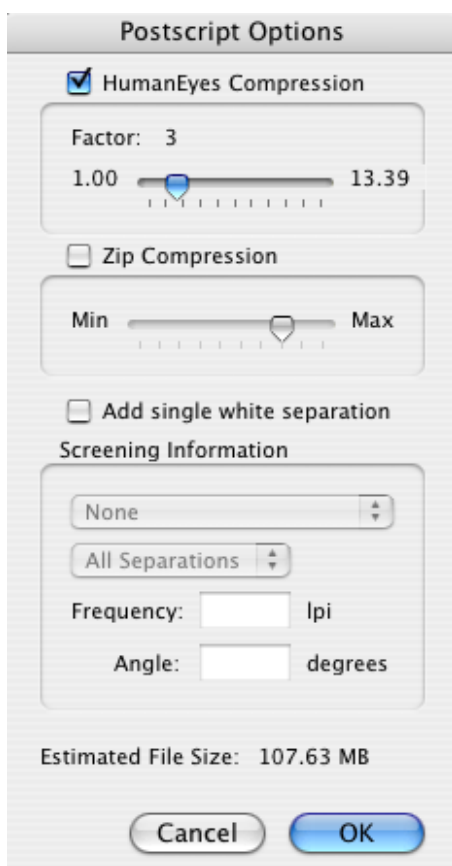 Postscript Options
HumanEyes Compression
Factor: 3
1.00 13.39
Zip Compression
Min Max
Add single white separation
Screening Information
None
All Separations
Frequency: lpi
Angle: degrees
Estimated File Size: 107.63 MB
Cancel OK